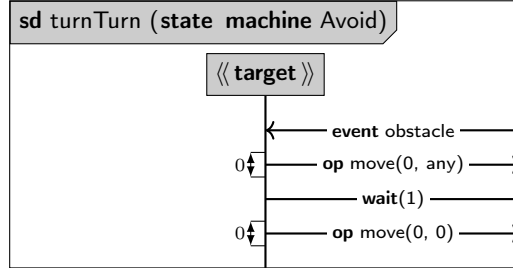 sd turnTurn (state machine Avoid)
⟪ target ⟫
event obstacle
0 op move(0, any)
wait(1)
0 op move(0, 0)